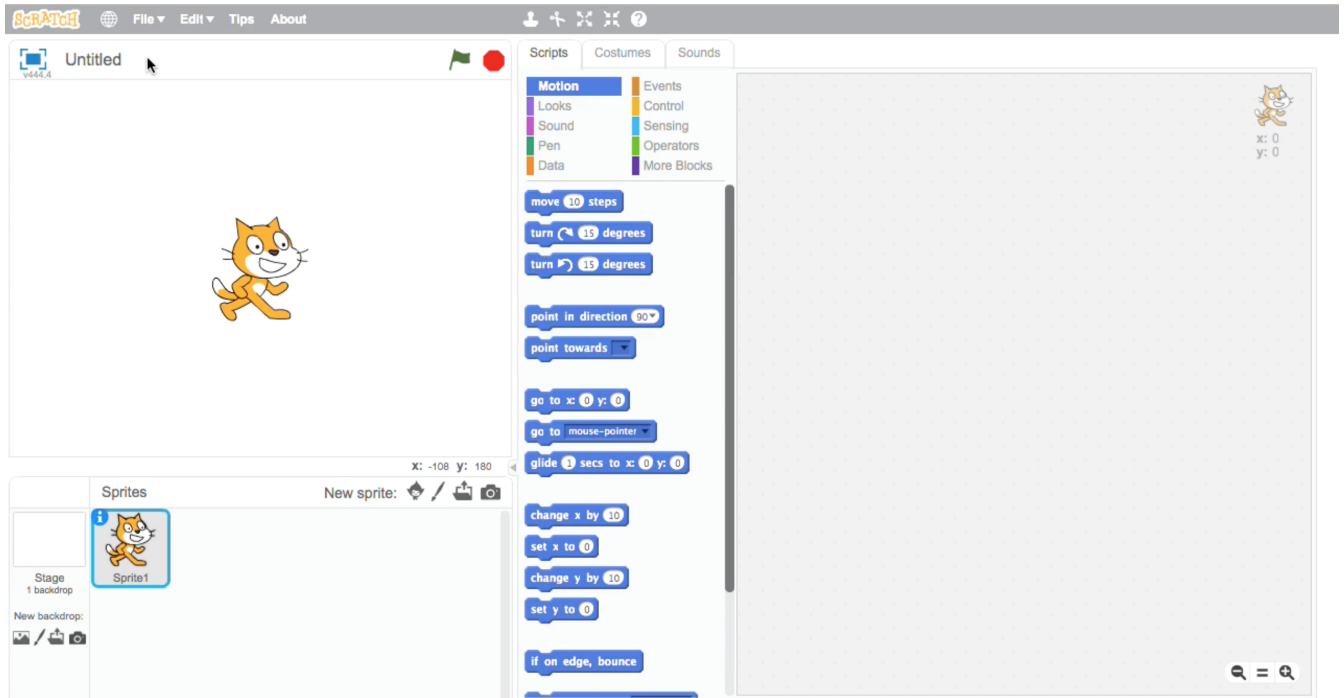 SCRATCH File Edit Tips About
v444.4 Untitled
Scripts Costumes Sounds
Motion Events
Looks Control
Sound Sensing
Pen Operators
Data More Blocks
move 10 steps
turn 15 degrees
turn 15 degrees
point in direction 90
point towards
go to x: 0 y: 0
go to mouse-pointer
glide 1 secs to x: 0 y: 0
change x by 10
set x to 0
change y by 10
set y to 0
if on edge, bounce
x: 0
y: 0
X: -108 Y: 180
Sprites New sprite:
Stage
1 backdrop
New backdrop:
Sprite1